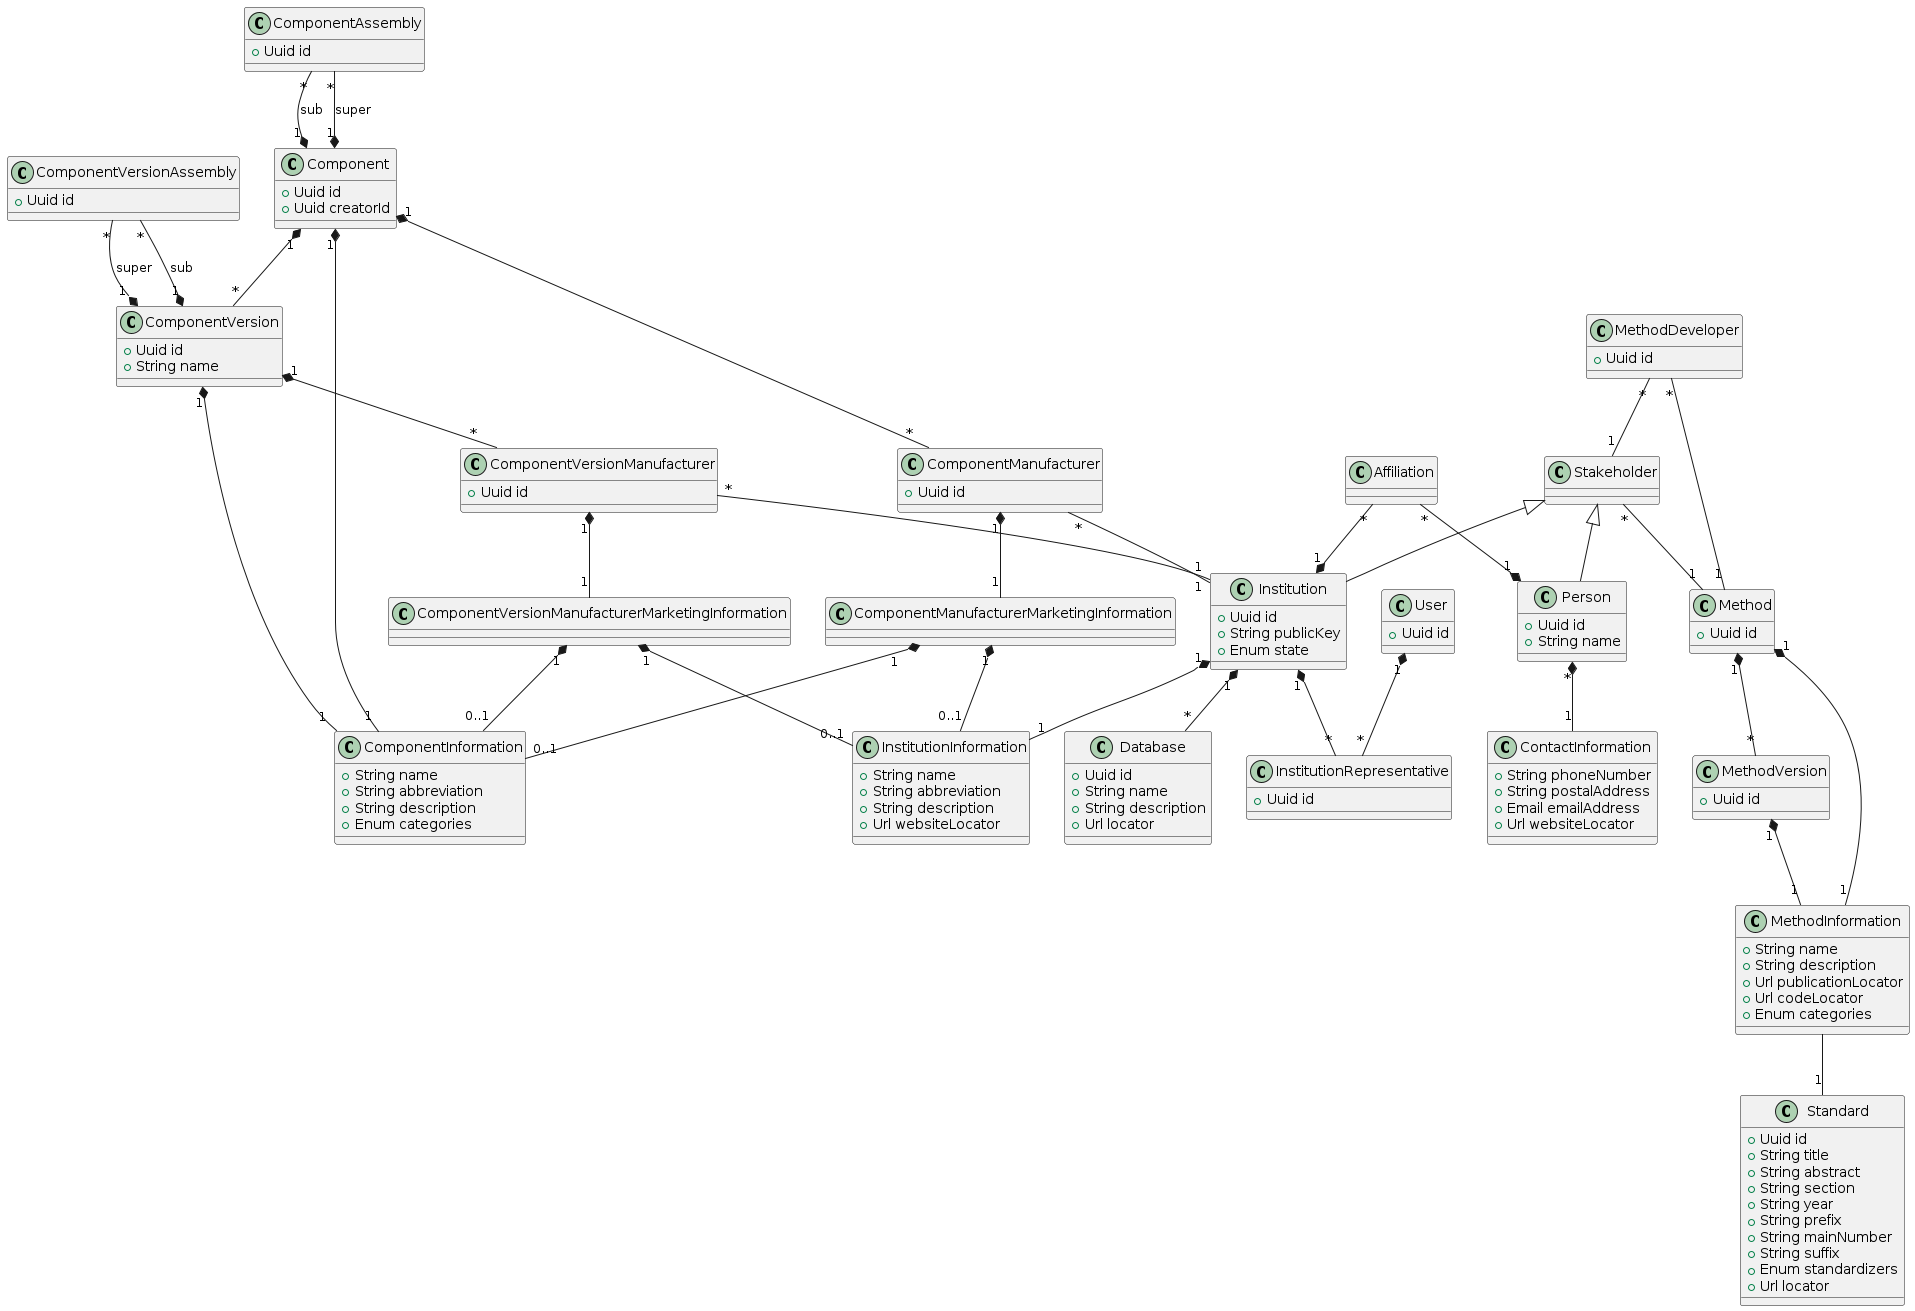 C ComponentAssembly
Uuid id
*
*
sub
super
1
1
C ComponentVersionAssembly
Uuid id
C Component
Uuid id
Uuid creatorId
1
1
1
*
*
super
sub
1
1
*
C ComponentVersion
Uuid id
String name
1
1
*
*
C MethodDeveloper
Uuid id
*
*
1
1
C ComponentVersionManufacturer
Uuid id
*
1
1
C ComponentManufacturer
Uuid id
1
*
1
1
1
C Affiliation
*
*
1
1
C Stakeholder
*
1
C ComponentVersionManufacturerMarketingInformation
1
1
0..1
0..1
C ComponentManufacturerMarketingInformation
1
1
0..1
0..1
C Institution
Uuid id
String publicKey
Enum state
1
1
1
1
*
*
C User
Uuid id
1
*
C Person
Uuid id
String name
*
1
C Method
Uuid id
1
1
*
1
1
1
C ComponentInformation
String name
String abbreviation
String description
Enum categories
C InstitutionInformation
String name
String abbreviation
String description
Url websiteLocator
C Database
Uuid id
String name
String description
Url locator
C InstitutionRepresentative
Uuid id
C ContactInformation
String phoneNumber
String postalAddress
Email emailAddress
Url websiteLocator
C MethodVersion
Uuid id
1
1
C MethodInformation
String name
String description
Url publicationLocator
Url codeLocator
Enum categories
1
C Standard
Uuid id
String title
String abstract
String section
String year
String prefix
String mainNumber
String suffix
Enum standardizers
Url locator